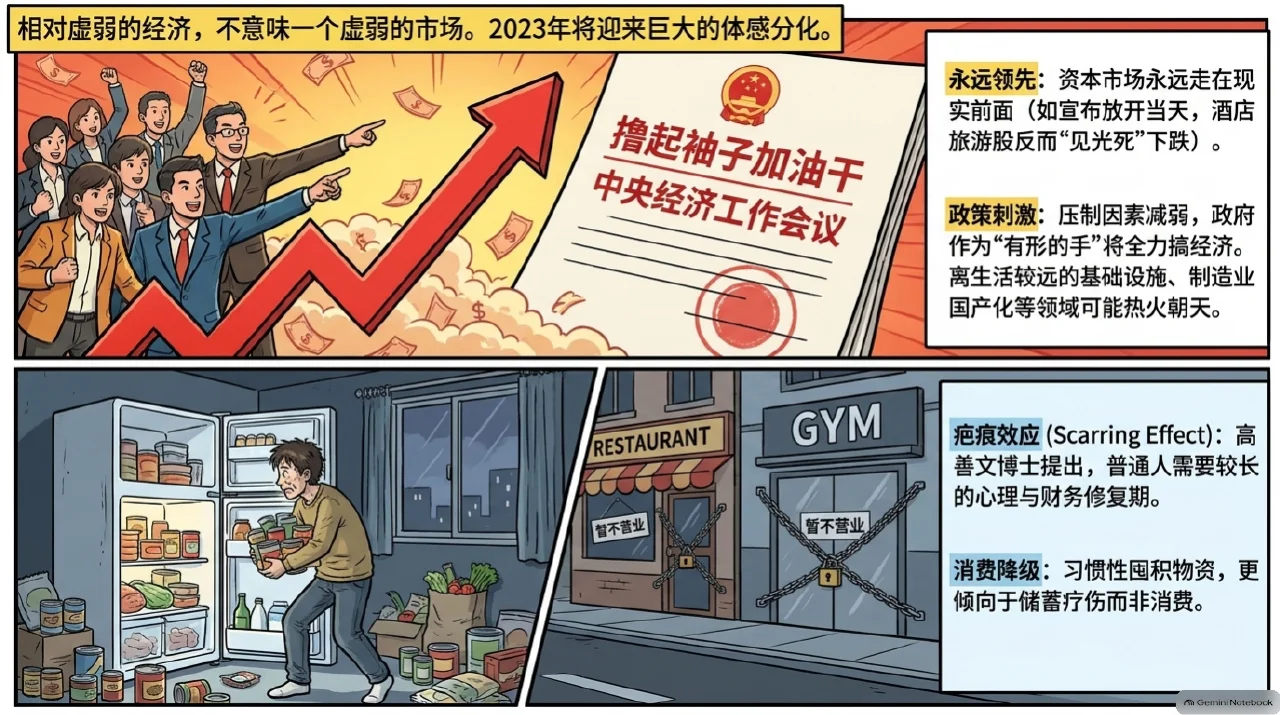 相对虚弱的经济，不意味一个虚弱的市场。2023年将迎来巨大的体感分化。
撸起袖子加油干
中央经济工作会议
永远领先：资本市场永远走在现
实前面（如宣布放开当天，酒店
旅游股反而“见光死”下跌）。
政策刺激：压制因素减弱，政府
作为“有形的手”将全力搞经济。
离生活较远的基础设施、制造业
国产化等领域可能热火朝天。
RESTAURANT
暂不营业
GYM
暂不营业
疤痕效应 (Scarring Effect)：高
善文博士提出，普通人需要较长
的心理与财务修复期。
消费降级：习惯性囤积物资，更
倾向于储蓄疗伤而非消费。
Gemini Notebook